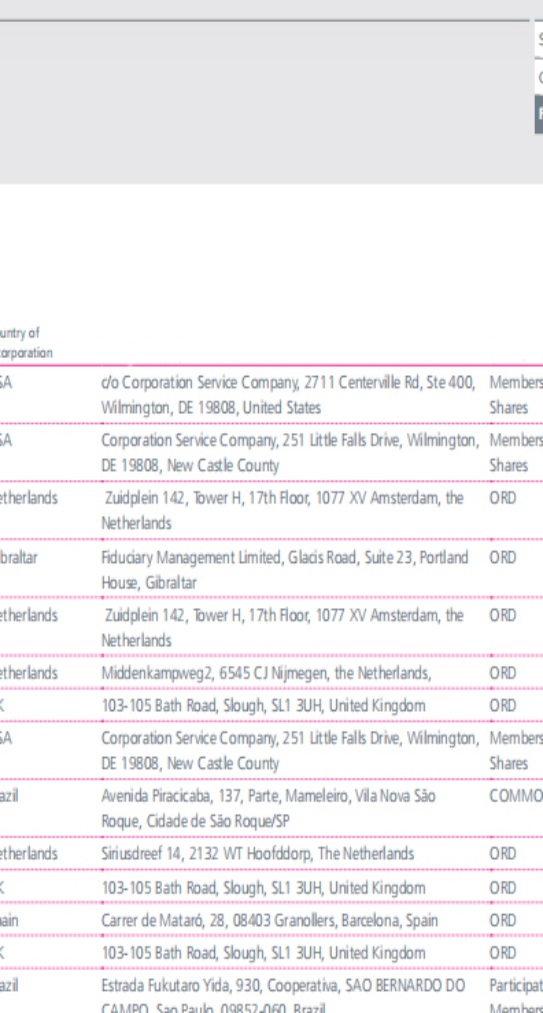 untry of
corporation
SA c/o Corporation Service Company, 2711 Centerville Rd, Ste 400, Members
Wilmington, DE 19808, United States Shares
SA Corporation Service Company, 251 Little Falls Drive, Wilmington, Members
DE 19808, New Castle County Shares
etherlands Zuidplein 142, Tower H, 17th Floor, 1077 XV Amsterdam, the ORD
Netherlands
braltar Fiduciary Management Limited, Glacis Road, Suite 23, Portland ORD
House, Gibraltar
etherlands Zuidplein 142, Tower H, 17th Floor, 1077 XV Amsterdam, the ORD
Netherlands
etherlands Middenkampweg2, 6545 CJ Nijmegen, the Netherlands, ORD
K 103-105 Bath Road, Slough, SL1 3UH, United Kingdom ORD
SA Corporation Service Company, 251 Little Falls Drive, Wilmington, Members
DE 19808, New Castle County Shares
azil Avenida Piracicaba, 137, Parte, Mameleiro, Vila Nova São COMMO
Roque, Cidade de São Roque/SP
etherlands Siriusdreef 14, 2132 WT Hoofddorp, The Netherlands ORD
K 103-105 Bath Road, Slough, SL1 3UH, United Kingdom ORD
ain Carrer de Mataró, 28, 08403 Granollers, Barcelona, Spain ORD
K 103-105 Bath Road, Slough, SL1 3UH, United Kingdom ORD
azil Estrada Fukutaro Yida, 930, Cooperativa, SAO BERNARDO DO Participat
CAMPO, Sao Paulo, 09852-060, Brazil Members